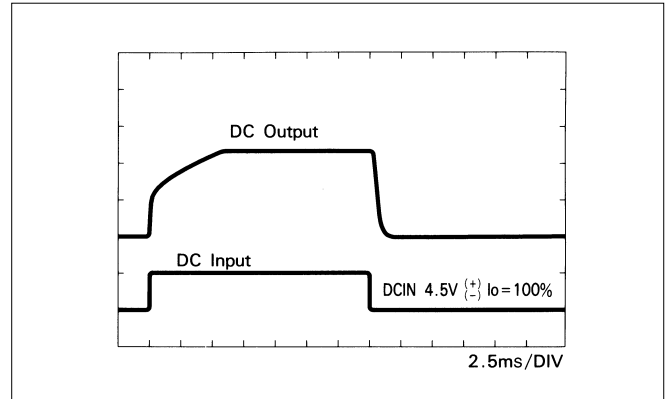 DC Output
DC Input
DCIN 4.5V (+) (-) Io=100%
2.5ms/DIV